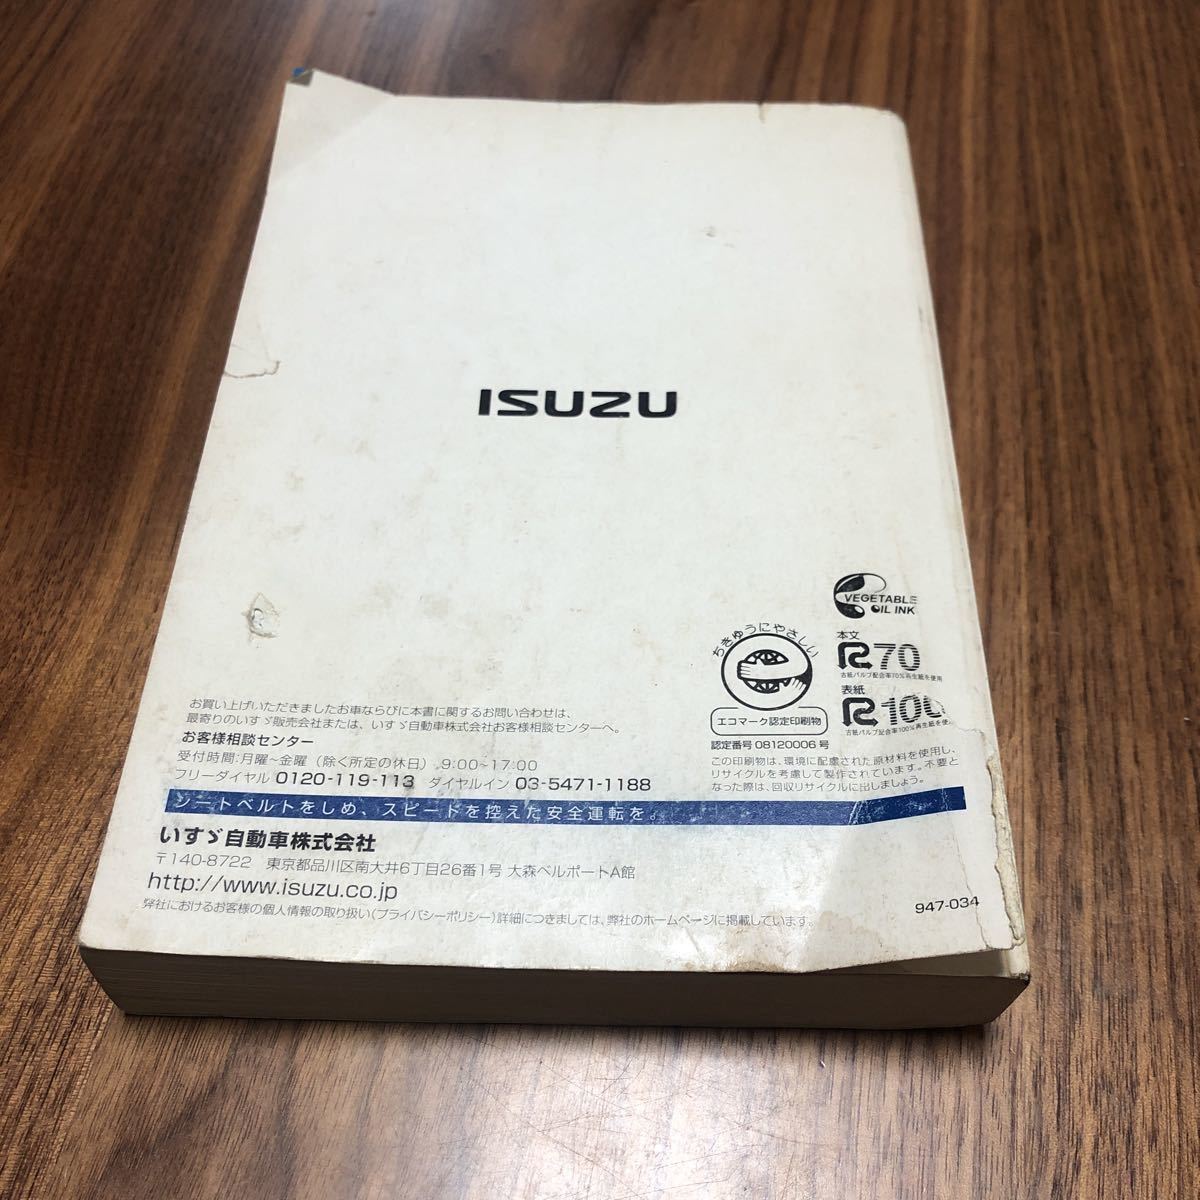 ISUZU
VEGETABLE
OIL INK
ちきゅうにやさしい
エコマーク認定印刷物
認定番号 08120006 号
この印刷物は、環境に配慮された原材料を使用し、
リサイクルを考慮して製作されています。不要と
なった際は、回収リサイクルに出しましょう。
本文
R70
古紙パルプ配合率70%再生紙を使用
表紙
R100
古紙パルプ配合率100%再生紙を使
お買い上げいただきましたお車ならびに本書に関するお問い合わせは、
最寄りのいすゞ販売会社または、いすゞ自動車株式会社お客様相談センターへ。
お客様相談センター
受付時間:月曜~金曜（除く所定の休日）9:00~17:00
フリーダイヤル 0120-119-113 ダイヤルイン 03-5471-1188
シートベルトをしめ、スピードを控えた安全運転を。
いすゞ自動車株式会社
〒140-8722 東京都品川区南大井6丁目26番1号 大森ベルポートA館
http://www.isuzu.co.jp
弊社におけるお客様の個人情報の取り扱い（プライバシーポリシー）詳細につきましては、弊社のホームページに掲載しています。
947-034